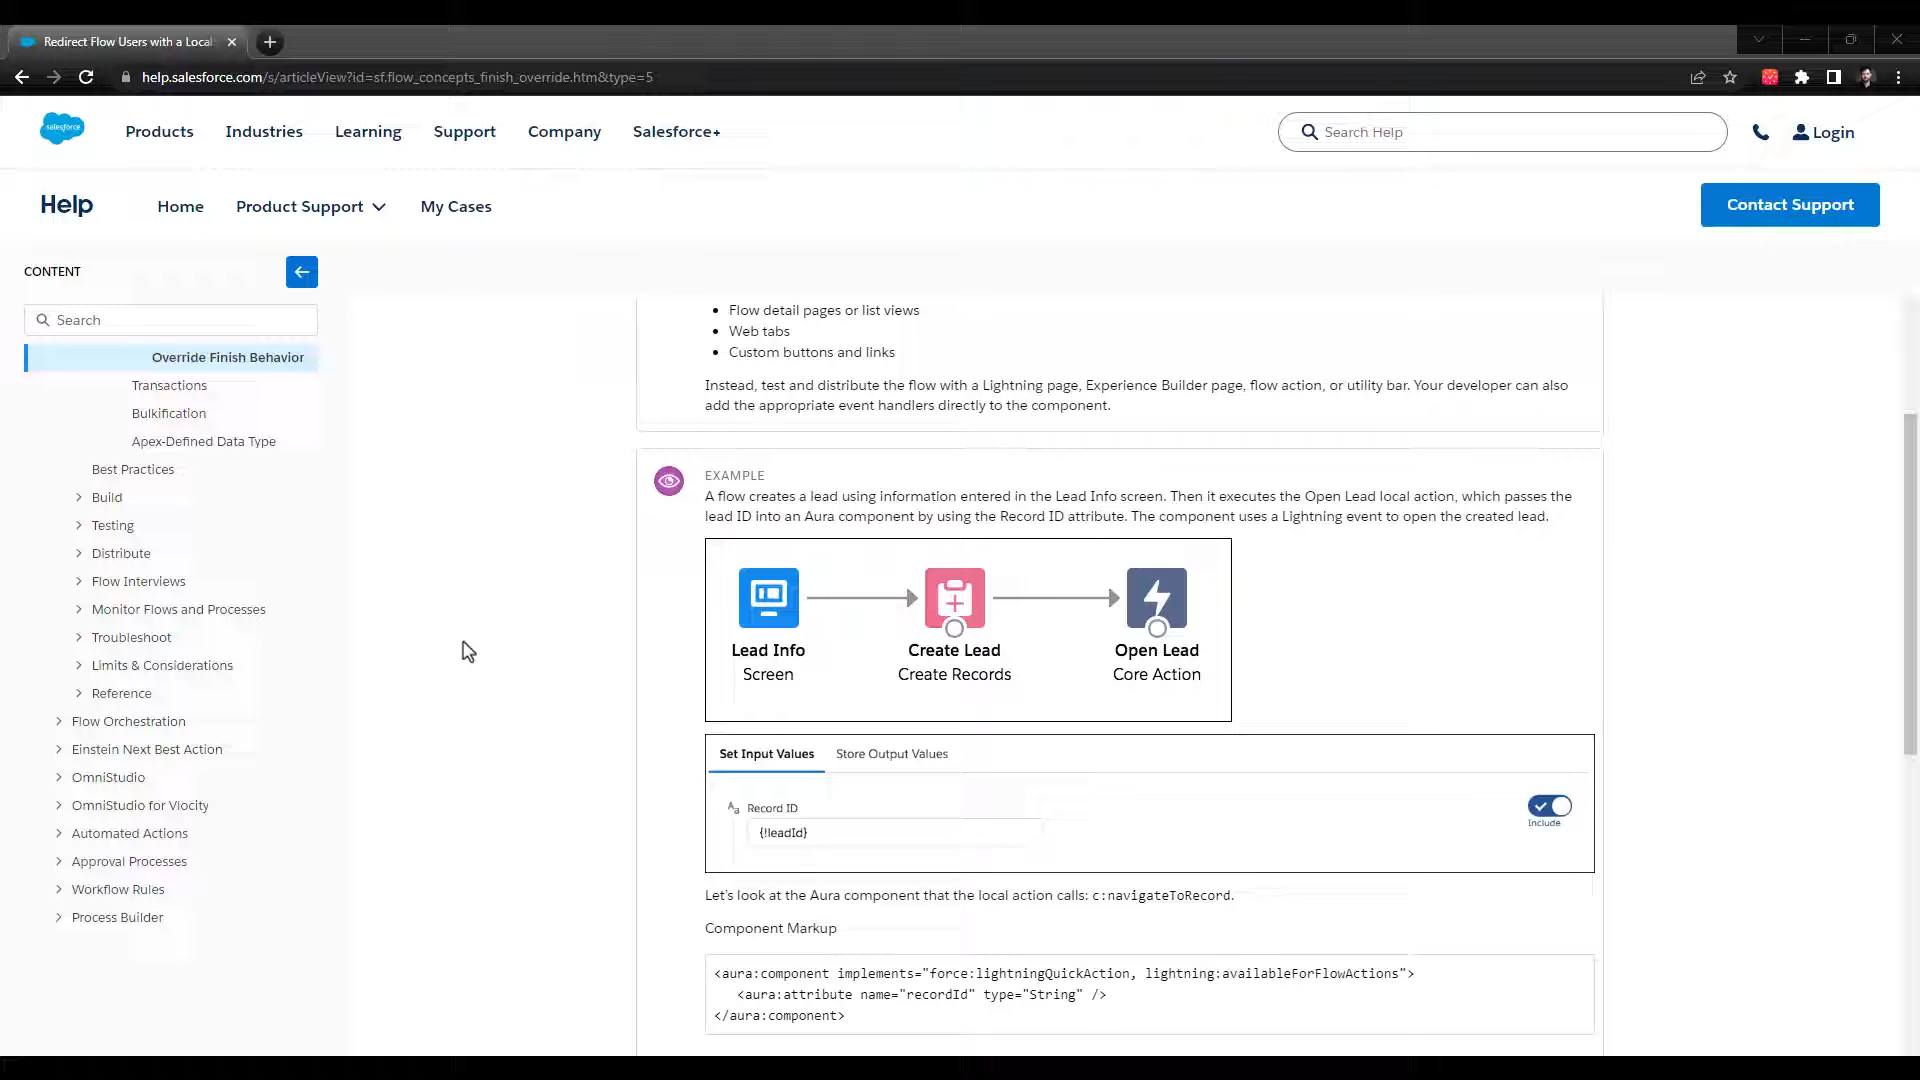 Redirect Flow Users with a Local
help.salesforce.com/s/articleView?id=sf.flow_concepts_finish_override.htm&type=5
salesforce
Products
Industries
Learning
Support
Company
Salesforce+
Search Help
Login
Help
Home
Product Support
My Cases
Contact Support
CONTENT
Search
Override Finish Behavior
Transactions
Bulkification
Apex-Defined Data Type
Best Practices
Build
Testing
Distribute
Flow Interviews
Monitor Flows and Processes
Troubleshoot
Limits & Considerations
Reference
Flow Orchestration
Einstein Next Best Action
OmniStudio
OmniStudio for Vlocity
Automated Actions
Approval Processes
Workflow Rules
Process Builder
Flow detail pages or list views
Web tabs
Custom buttons and links
Instead, test and distribute the flow with a Lightning page, Experience Builder page, flow action, or utility bar. Your developer can also
add the appropriate event handlers directly to the component.
EXAMPLE
A flow creates a lead using information entered in the Lead Info screen. Then it executes the Open Lead local action, which passes the
lead ID into an Aura component by using the Record ID attribute. The component uses a Lightning event to open the created lead.
Lead Info
Screen
Create Lead
Create Records
Open Lead
Core Action
Set Input Values
Store Output Values
Aa Record ID
{!leadId}
Include
Let's look at the Aura component that the local action calls: c:navigateToRecord.
Component Markup
<aura:component implements="force:lightningQuickAction, lightning:availableForFlowActions">
<aura:attribute name="recordId" type="String" />
</aura:component>